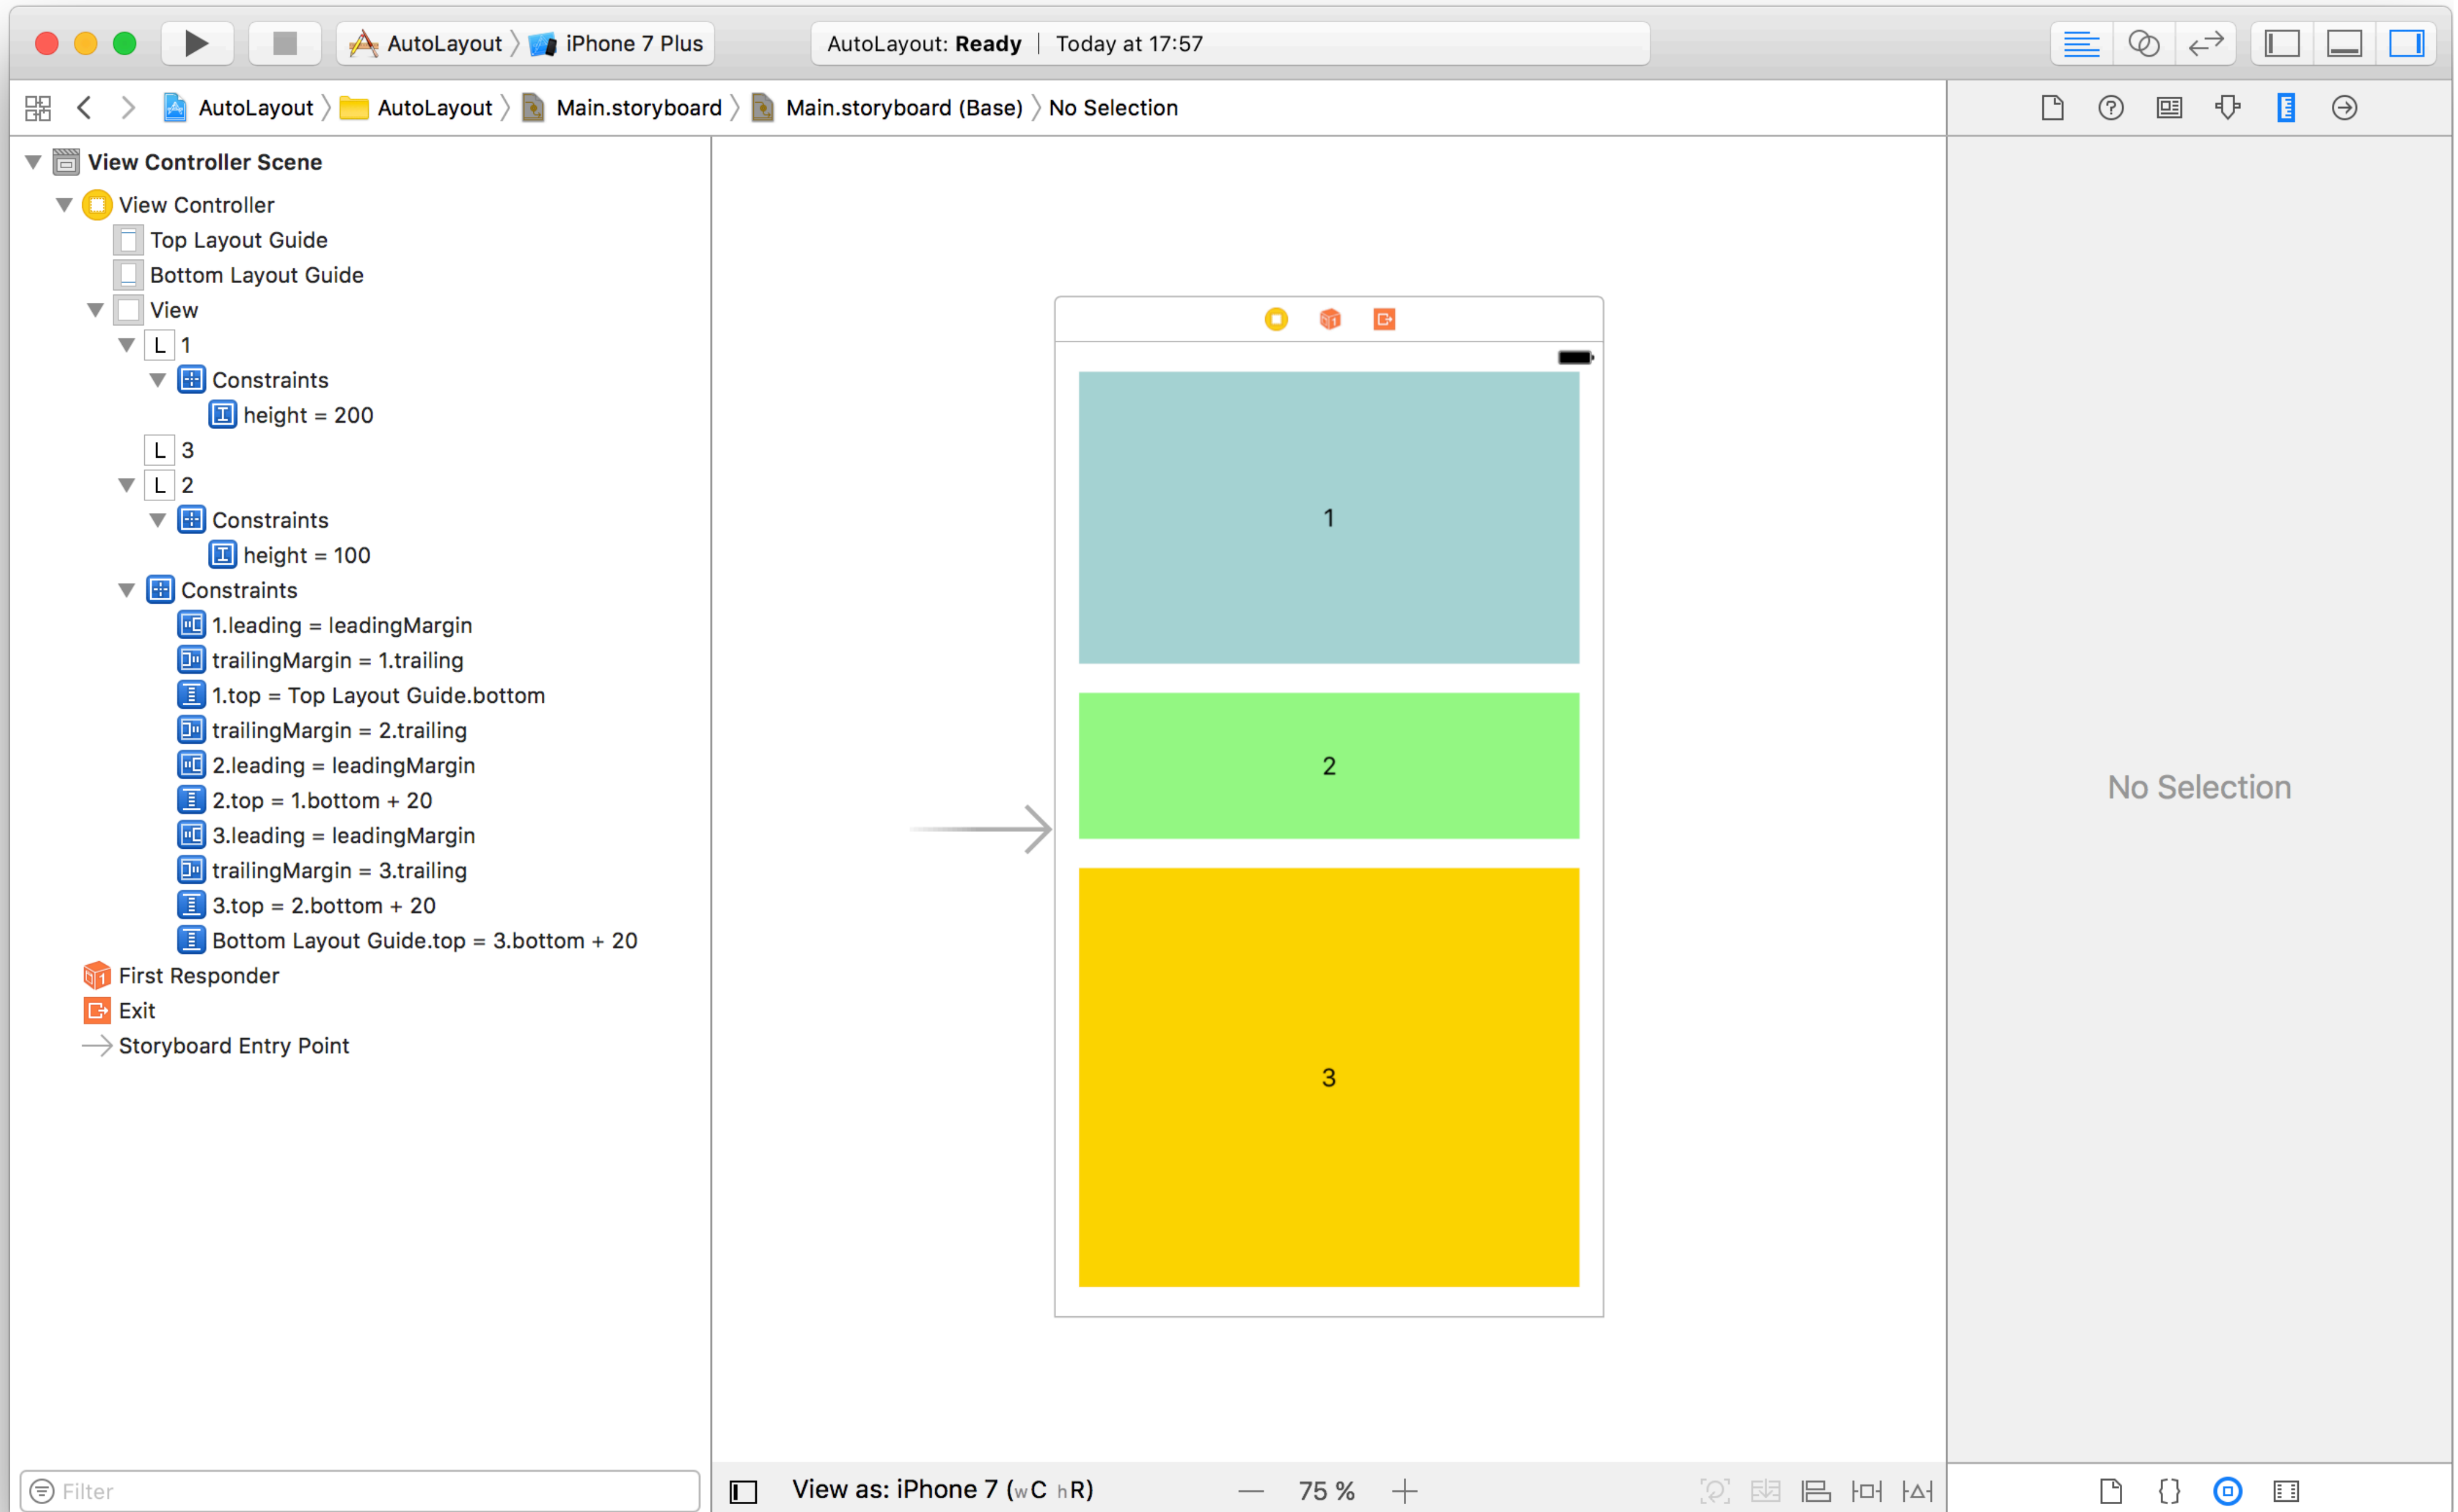 AutoLayout iPhone 7 Plus AutoLayout: Ready | Today at 17:57
AutoLayout AutoLayout Main.storyboard Main.storyboard (Base) No Selection
View Controller Scene
View Controller
Top Layout Guide
Bottom Layout Guide
View
L 1
Constraints
height = 200
L 3
L 2
Constraints
height = 100
Constraints
1.leading = leadingMargin
trailingMargin = 1.trailing
1.top = Top Layout Guide.bottom
trailingMargin = 2.trailing
2.leading = leadingMargin
2.top = 1.bottom + 20
3.leading = leadingMargin
trailingMargin = 3.trailing
3.top = 2.bottom + 20
Bottom Layout Guide.top = 3.bottom + 20
First Responder
Exit
Storyboard Entry Point
Filter
1
2
3
View as: iPhone 7 (wC hR) — 75 % +
No Selection